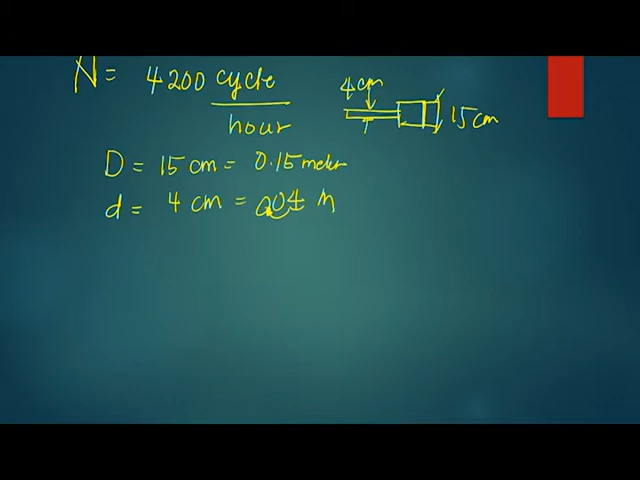 N = 4200 cycle
hour
4cm
15cm
D = 15 cm = 0.15 meter
d = 4 cm = 0.04 M